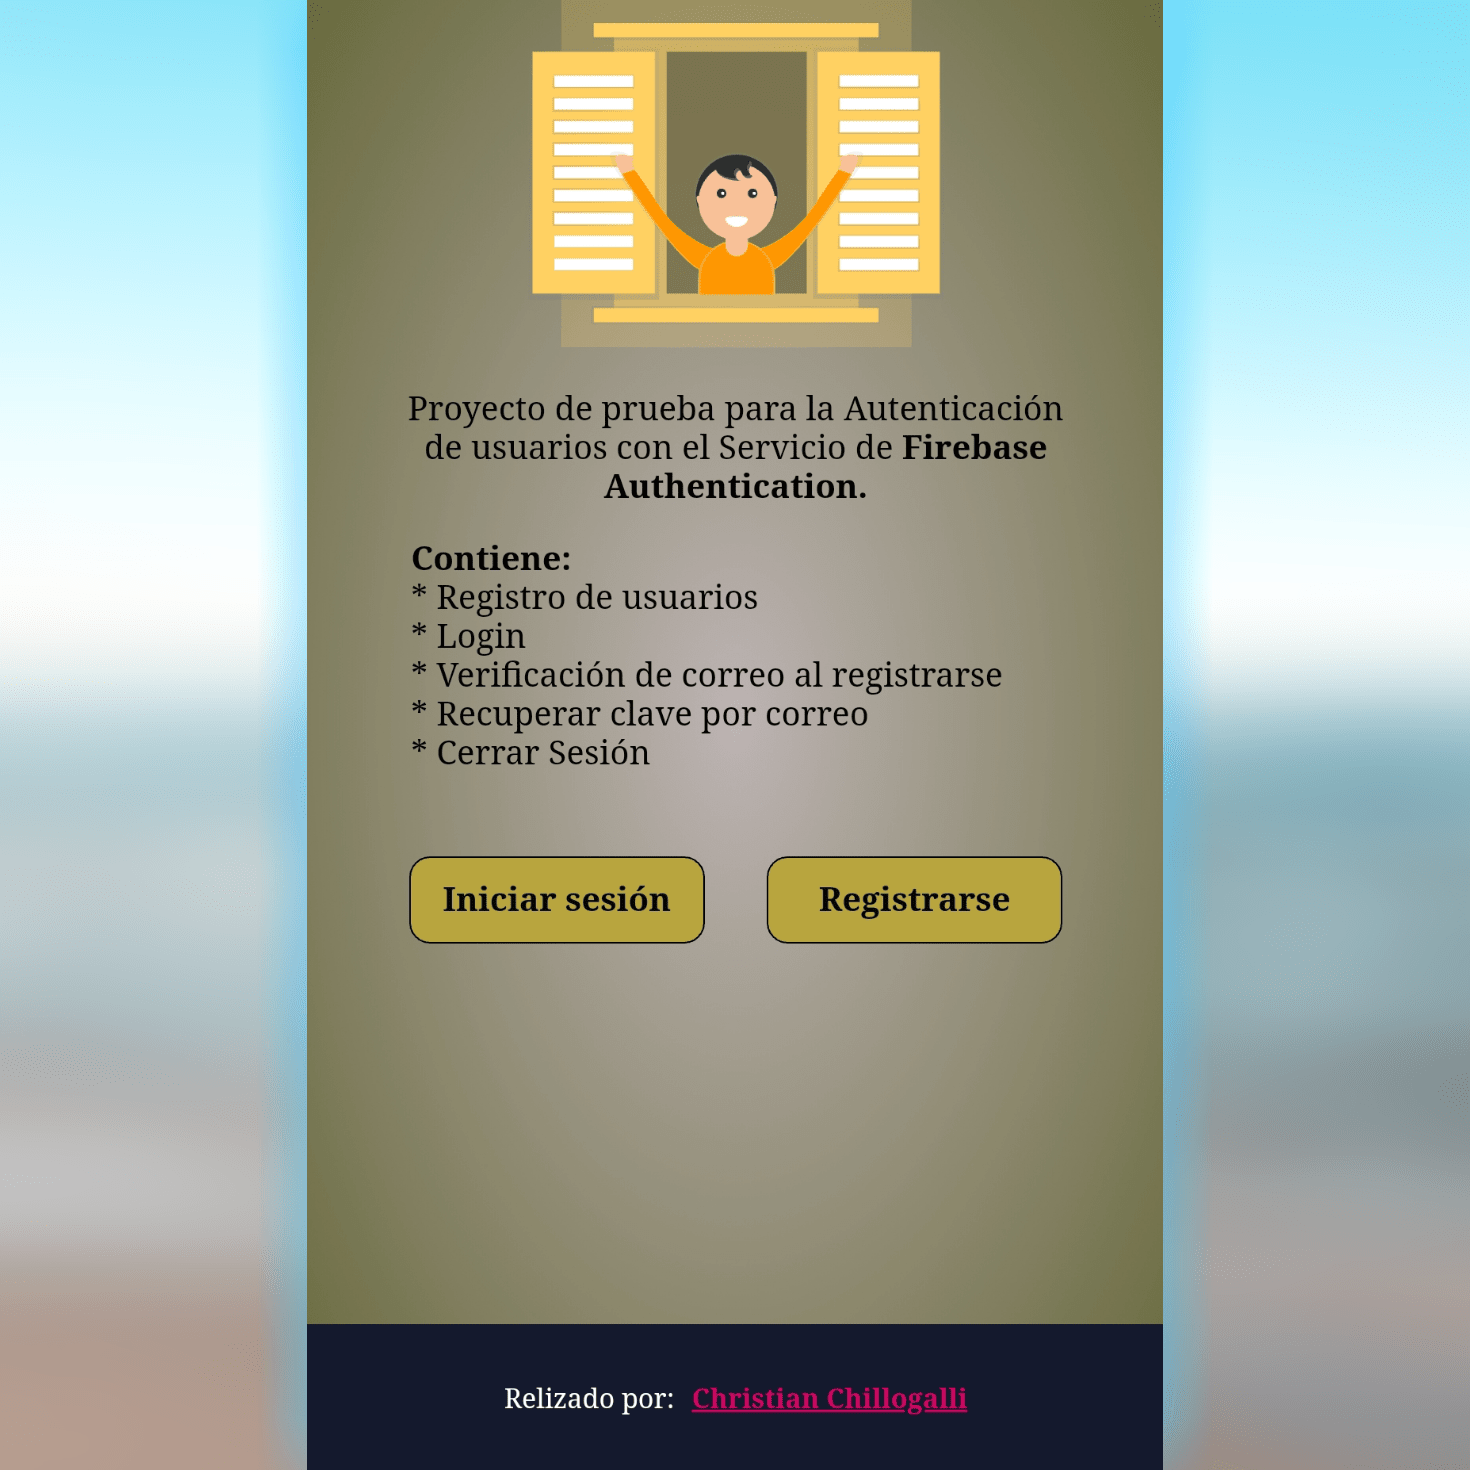 Proyecto de prueba para la Autenticación
de usuarios con el Servicio de Firebase
Authentication.
Contiene:
* Registro de usuarios
* Login
* Verificación de correo al registrarse
* Recuperar clave por correo
* Cerrar Sesión
Iniciar sesión
Registrarse
Relizado por: Christian Chillogalli